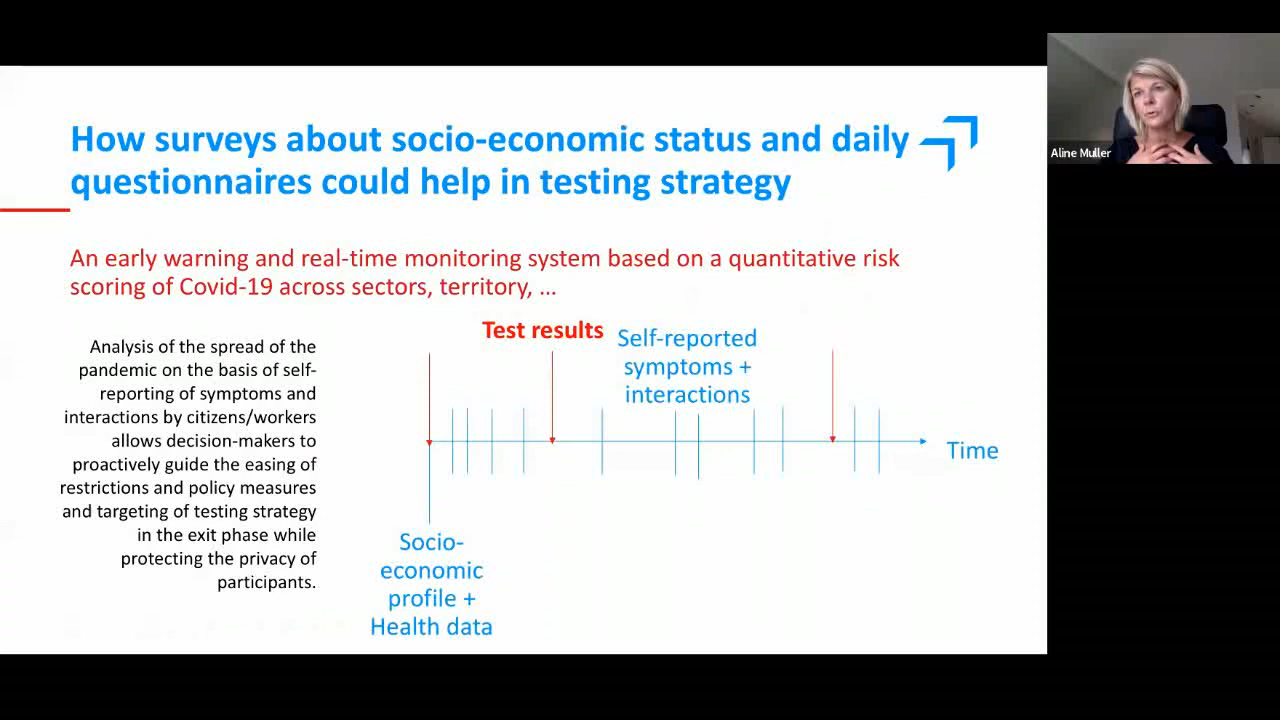 How surveys about socio-economic status and daily
questionnaires could help in testing strategy
Aline Muller
An early warning and real-time monitoring system based on a quantitative risk
scoring of Covid-19 across sectors, territory, ...
Analysis of the spread of the
pandemic on the basis of self-
reporting of symptoms and
interactions by citizens/workers
allows decision-makers to
proactively guide the easing of
restrictions and policy measures
and targeting of testing strategy
in the exit phase while
protecting the privacy of
participants.
Test results
Self-reported
symptoms +
interactions
Time
Socio-
economic
profile +
Health data